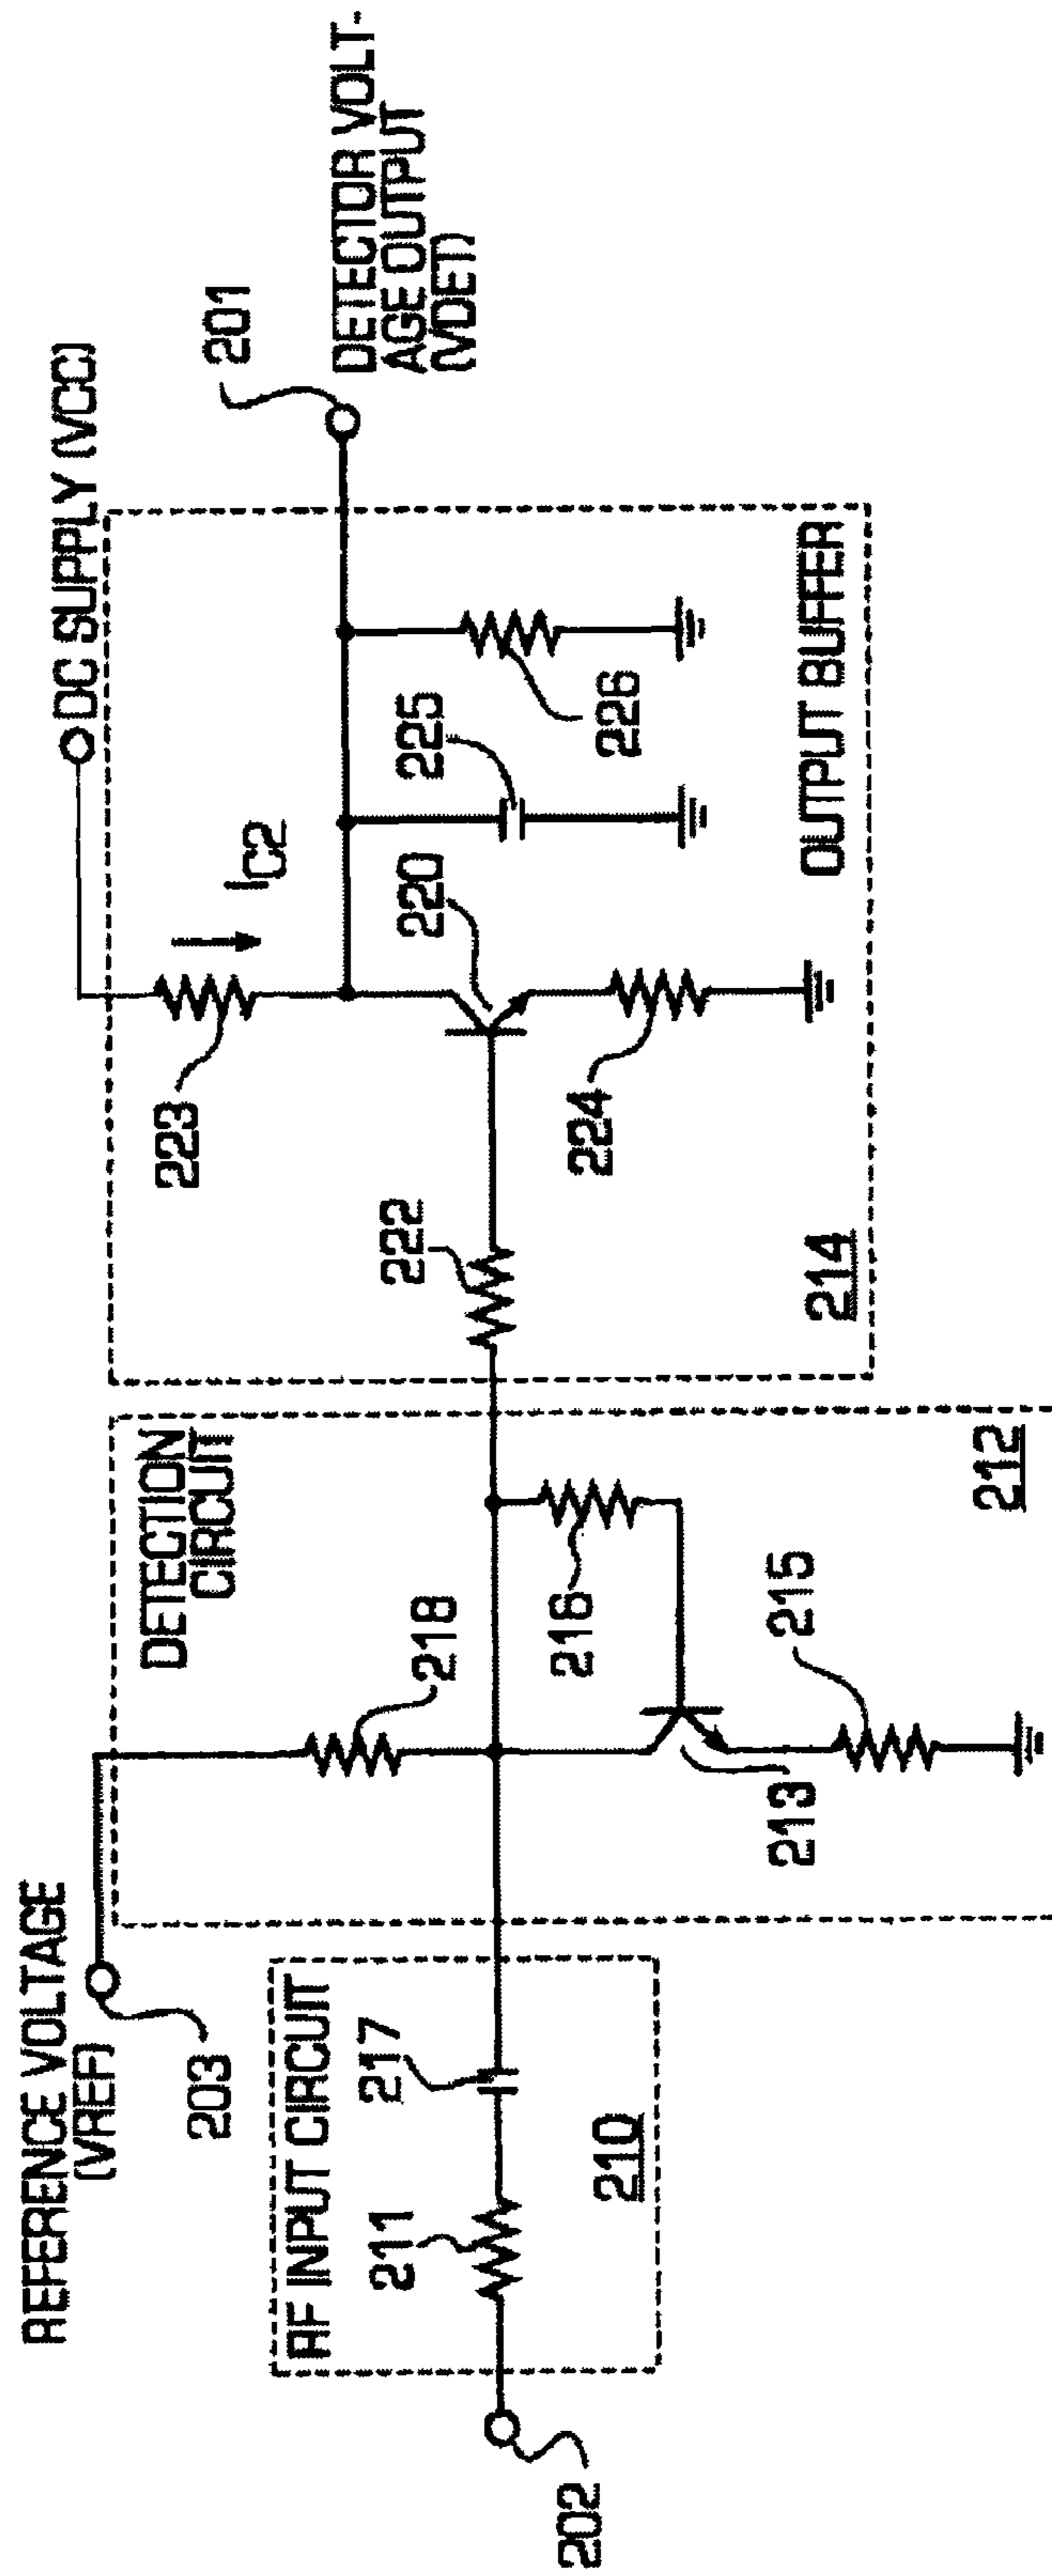 REFERENCE VOLTAGE
(VREF)
203
RF INPUT CIRCUIT
211
217
210
202
DETECTION
CIRCUIT
218
216
215
213
212
DC SUPPLY (VCC)
IC2
223
222
220
225
226
224
214
OUTPUT BUFFER
201
DETECTOR VOLT-
AGE OUTPUT
(VDET)